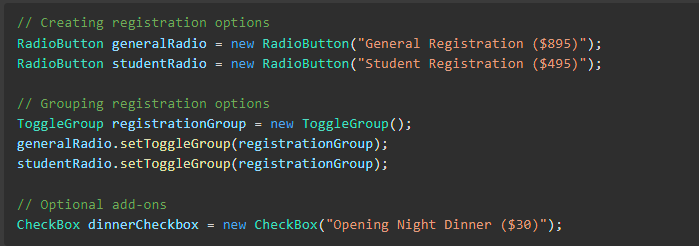 // Creating registration options
RadioButton generalRadio = new RadioButton("General Registration ($895)");
RadioButton studentRadio = new RadioButton("Student Registration ($495)");
// Grouping registration options
ToggleGroup registrationGroup = new ToggleGroup();
generalRadio.setToggleGroup(registrationGroup);
studentRadio.setToggleGroup(registrationGroup);
// Optional add-ons
CheckBox dinnerCheckbox = new CheckBox("Opening Night Dinner ($30)");